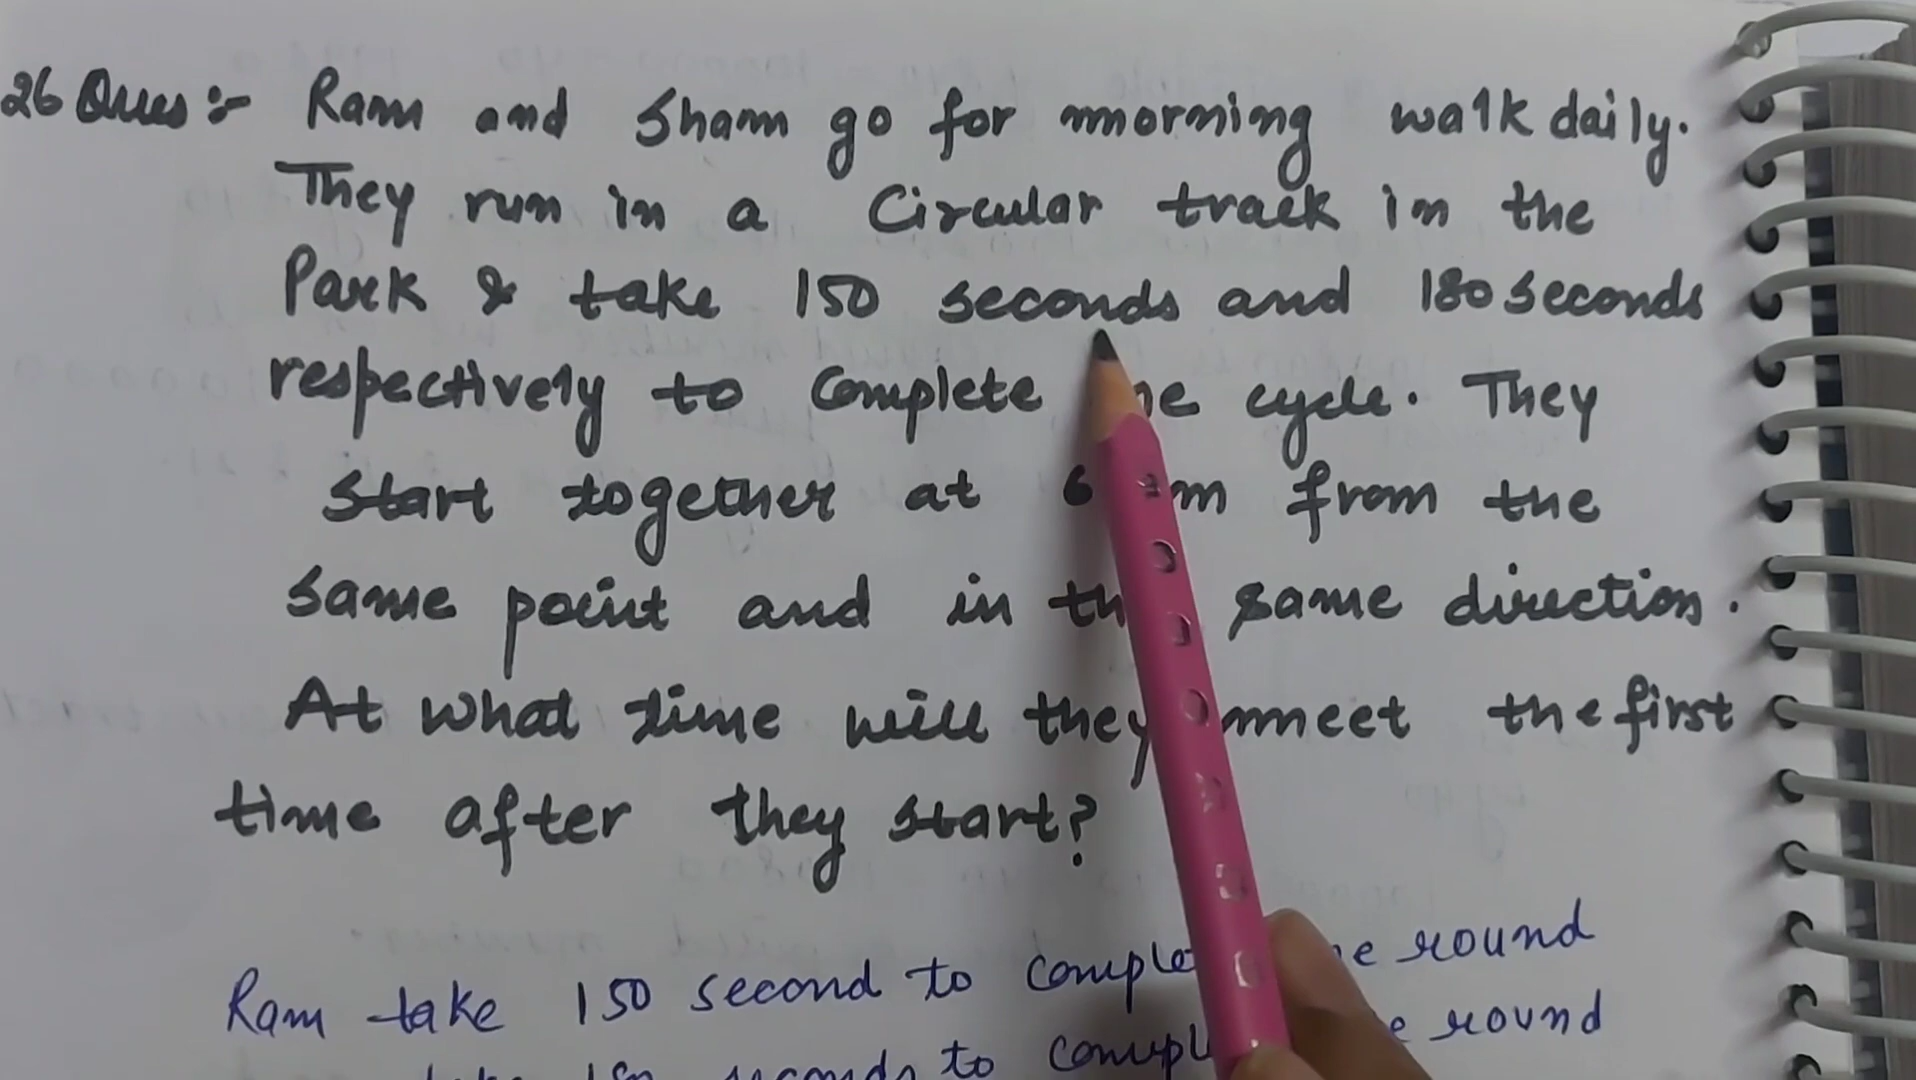 26 Ques :- Ram and Sham go for morning walk daily.
They run in a Circular track in the
Park & take 150 seconds and 180 seconds
respectively to Complete cycle. They
start together at 6 from the
same point and in same direction.
At what time will they meet the first
time after they start?
Ram take 150 second to round
seconds to round